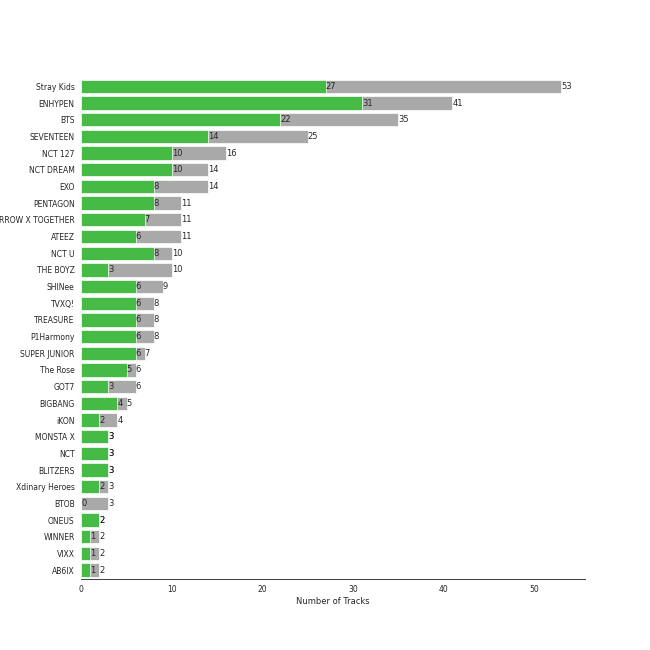 Stray Kids 27 53
ENHYPEN 31 41
BTS 22 35
SEVENTEEN 14 25
NCT 127 10 16
NCT DREAM 10 14
EXO 8 14
PENTAGON 8 11
RROW X TOGETHER 7 11
ATEEZ 6 11
NCT U 8 10
THE BOYZ 3 10
SHINee 6 9
TVXQ! 6 8
TREASURE 6 8
P1Harmony 6 8
SUPER JUNIOR 6 7
The Rose 5 6
GOT7 3 6
BIGBANG 4 5
iKON 2 4
MONSTA X 3
NCT 3
BLITZERS 3
Xdinary Heroes 2 3
BTOB 0 3
ONEUS 2
WINNER 1 2
VIXX 1 2
AB6IX 1 2
0 10 20 30 40 50
Number of Tracks